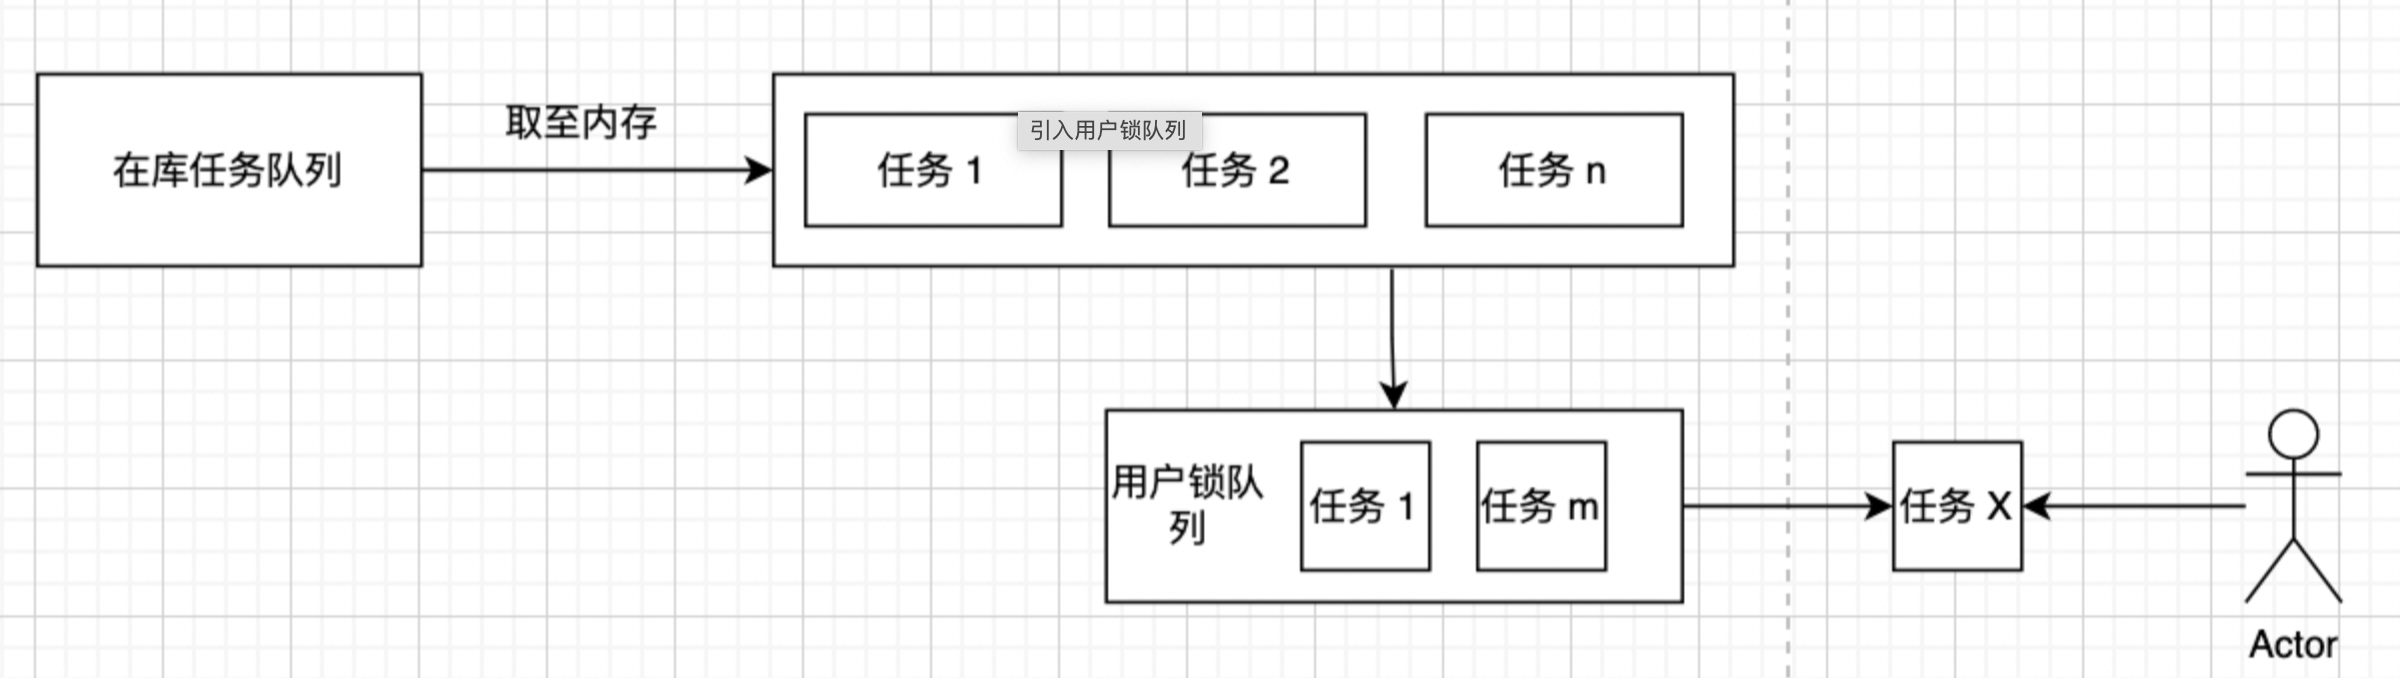 取至内存
引入用户锁队列
在库任务队列
任务 1
任务 2
任务 n
用户锁队
列
任务 1
任务 m
任务 X
Actor